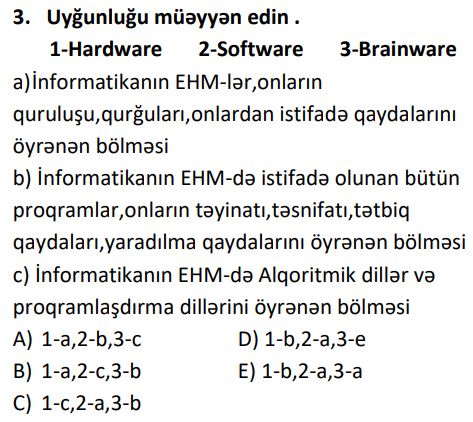 3. Uyğunluğu müəyyən edin .
1-Hardware 2-Software 3-Brainware
a)İnformatikanın EHM-lər,onların
quruluşu,qurğuları,onlardan istifadə qaydalarını
öyrənən bölməsi
b) İnformatikanın EHM-də istifadə olunan bütün
proqramlar,onların təyinatı,təsnifatı,tətbiq
qaydaları,yaradılma qaydalarını öyrənən bölməsi
c) İnformatikanın EHM-də Alqoritmik dillər və
proqramlaşdırma dillərini öyrənən bölməsi
A) 1-a,2-b,3-c D) 1-b,2-a,3-e
B) 1-a,2-c,3-b E) 1-b,2-a,3-a
C) 1-c,2-a,3-b